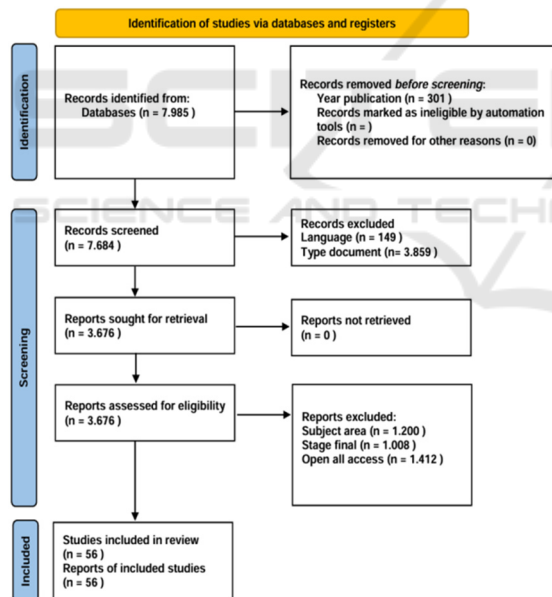 Identification of studies via databases and registers
Identification
Records identified from:
Databases (n = 7.985)
Records removed before screening:
Year publication (n = 301 )
Records marked as ineligible by automation
tools (n = )
Records removed for other reasons (n = 0)
Screening
Records screened
(n = 7.684 )
Records excluded
Language (n = 149 )
Type document (n= 3.859 )
Reports sought for retrieval
(n = 3.676 )
Reports not retrieved
(n = 0 )
Reports assessed for eligibility
(n = 3.676 )
Reports excluded:
Subject area (n = 1.200 )
Stage final (n = 1.008 )
Open all access (n = 1.412 )
Included
Studies included in review
(n = 56 )
Reports of included studies
(n = 56 )
SCIENCE AND TECH